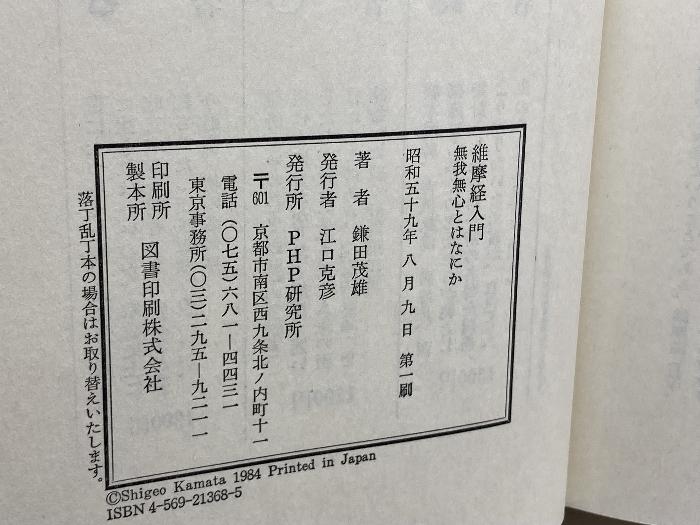 維摩経入門
無我無心とはなにか
昭和五十九年 八月九日 第一刷
著 者 鎌田茂雄
発行者 江口克彦
発行所 PHP研究所
〒601 京都市南区西九条北ノ内町十一
電話(〇七五)六八一―四四三一
東京事務所(〇三)二九五―九二一一
印刷所
製本所 図書印刷株式会社
落丁乱丁本の場合はお取り替えいたします。
©Shigeo Kamata 1984 Printed in Japan
ISBN 4-569-21368-5